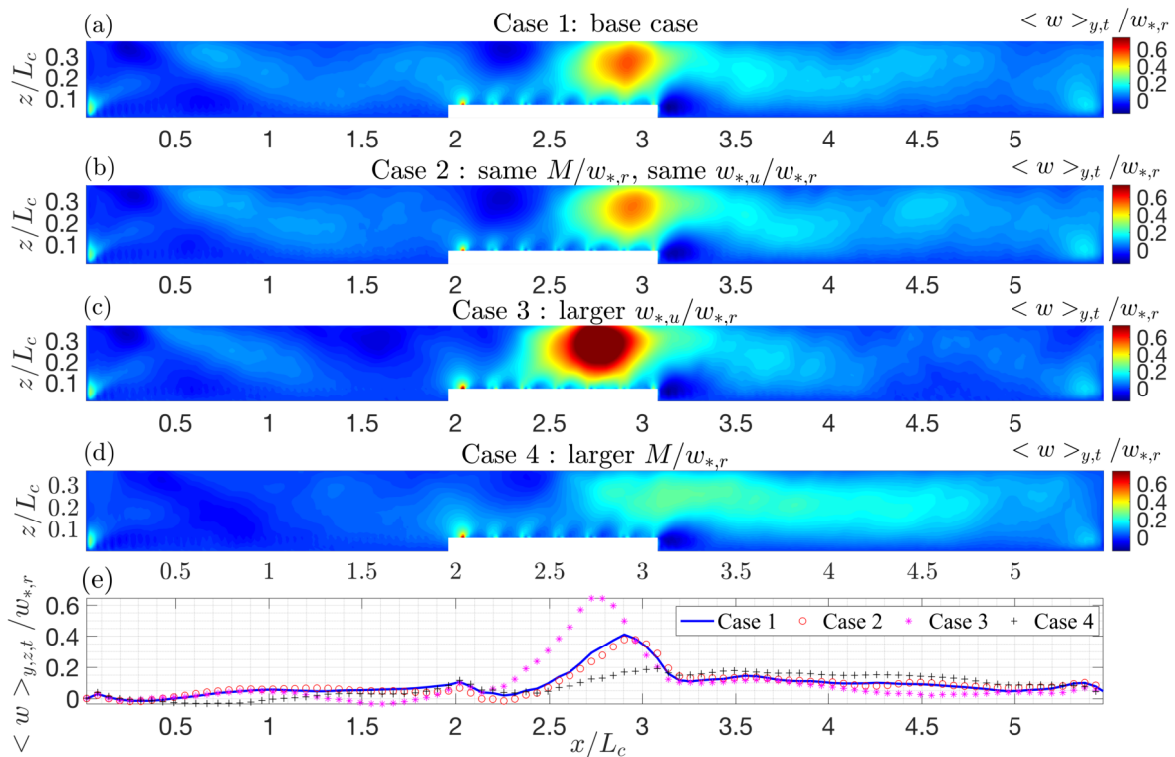 (a) Case 1: base case < w >y,t /w*,r
z/Lc 0.3 0.2 0.1 0.6 0.4 0.2 0
0.5 1 1.5 2 2.5 3 3.5 4 4.5 5
(b) Case 2 : same M/w*,r, same w*,u/w*,r < w >y,t /w*,r
z/Lc 0.3 0.2 0.1 0.6 0.4 0.2 0
0.5 1 1.5 2 2.5 3 3.5 4 4.5 5
(c) Case 3 : larger w*,u/w*,r < w >y,t /w*,r
z/Lc 0.3 0.2 0.1 0.6 0.4 0.2 0
0.5 1 1.5 2 2.5 3 3.5 4 4.5 5
(d) Case 4 : larger M/w*,r < w >y,t /w*,r
z/Lc 0.3 0.2 0.1 0.6 0.4 0.2 0
0.5 1 1.5 2 2.5 3 3.5 4 4.5 5
(e)
< w >y,z,t /w*,r
0.6 0.4 0.2 0
Case 1 Case 2 Case 3 Case 4
0.5 1 1.5 2 2.5 3 3.5 4 4.5 5
x/Lc